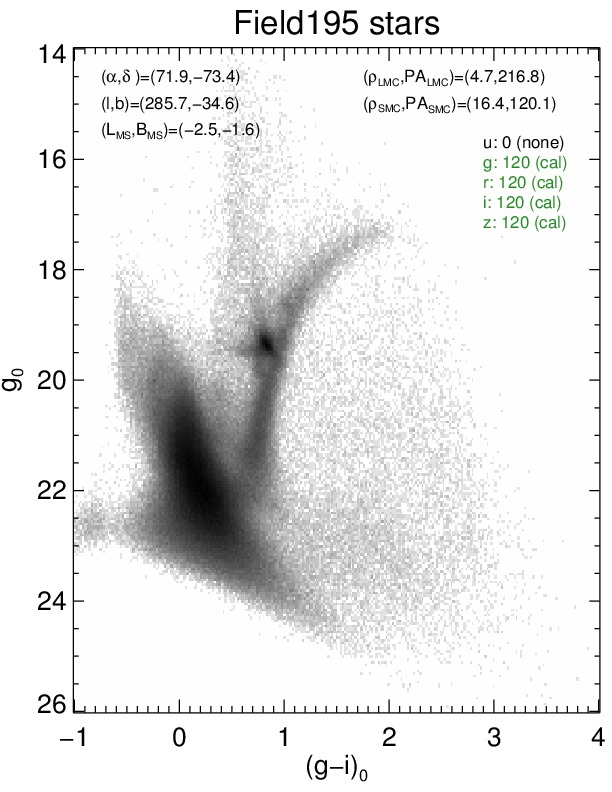 Field195 stars
(α,δ )=(71.9,−73.4)
(ρLMC,PALMC)=(4.7,216.8)
(l,b)=(285.7,−34.6)
(ρSMC,PASMC)=(16.4,120.1)
(LMS,BMS)=(−2.5,−1.6)
u: 0 (none)
g: 120 (cal)
r: 120 (cal)
i: 120 (cal)
z: 120 (cal)
14
16
18
20
22
24
26
g0
−1 0 1 2 3 4
(g−i)0